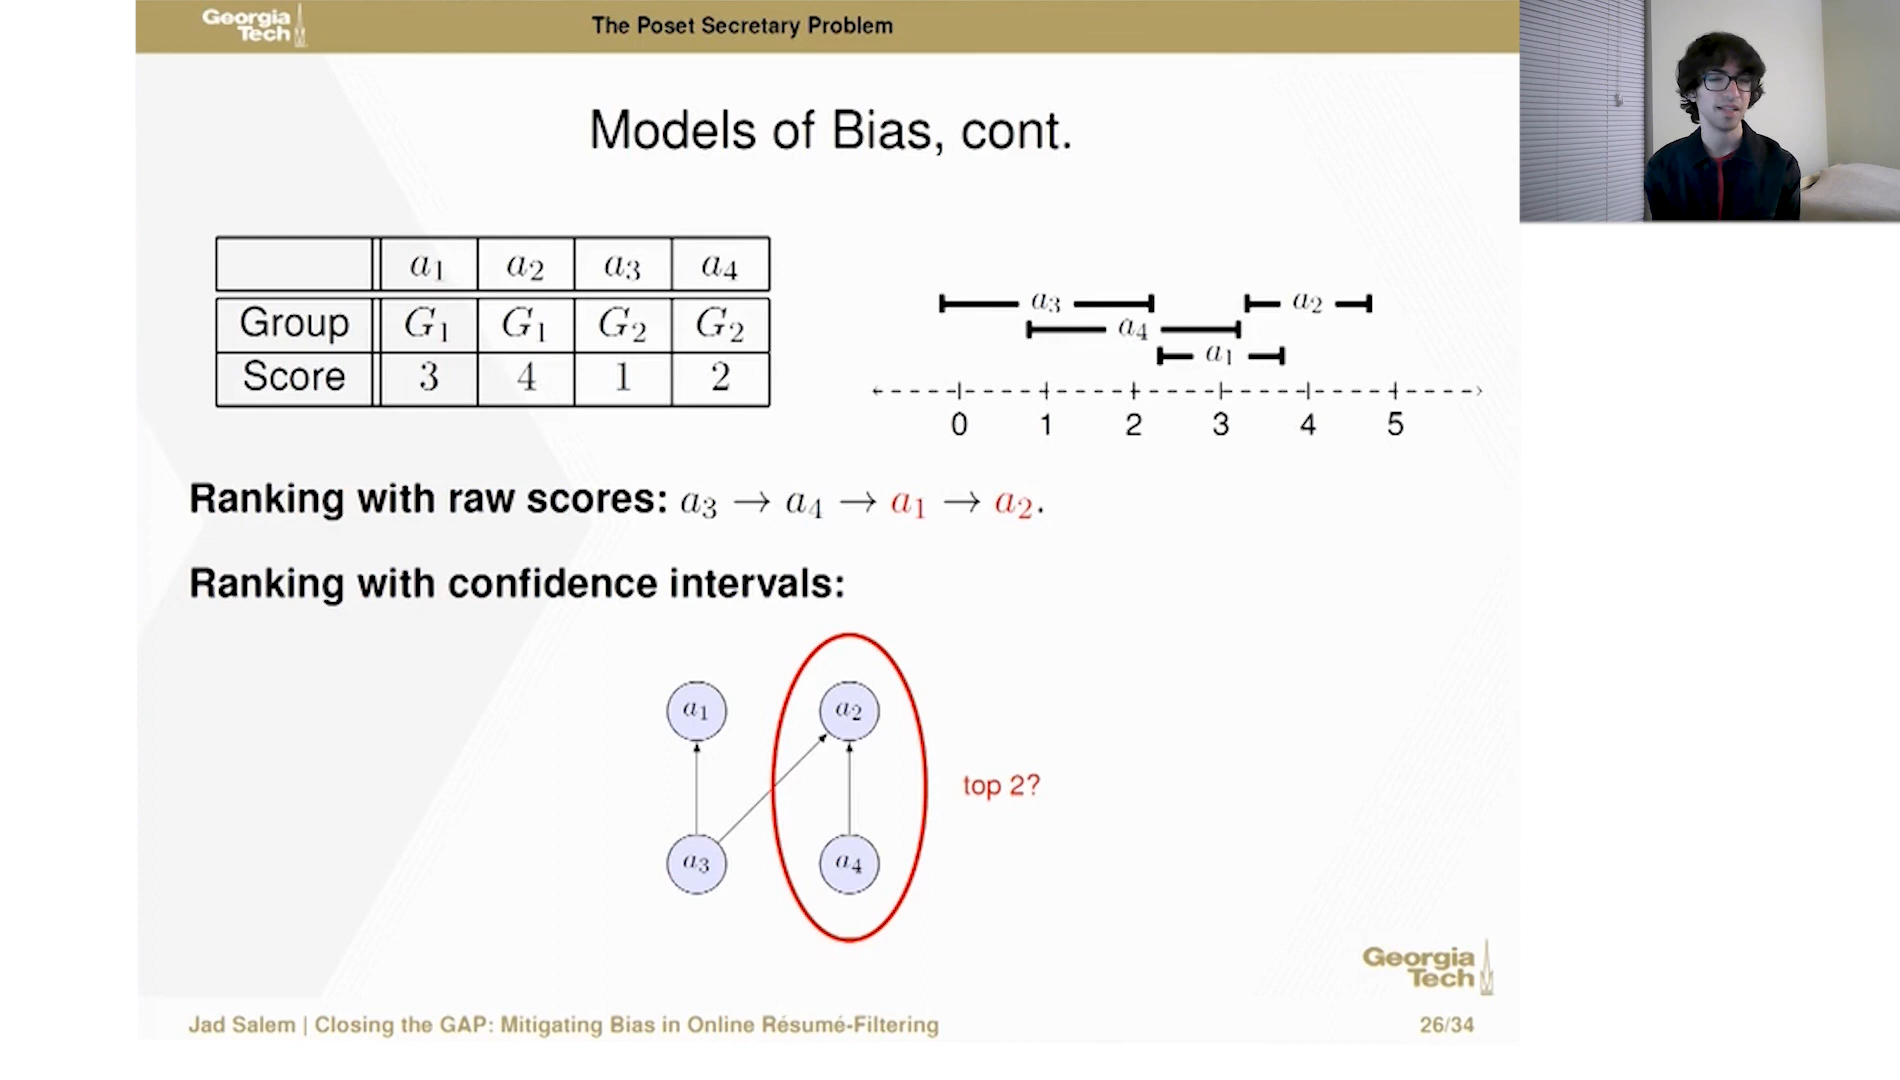 Georgia
Tech
The Poset Secretary Problem
Models of Bias, cont.
a1 a2 a3 a4
Group G1 G1 G2 G2
Score 3 4 1 2
a3 a2
a4
a1
0 1 2 3 4 5
Ranking with raw scores: a3 → a4 → a1 → a2.
Ranking with confidence intervals:
a1 a2
top 2?
a3 a4
Georgia
Tech
Jad Salem | Closing the GAP: Mitigating Bias in Online Résumé-Filtering 26/34